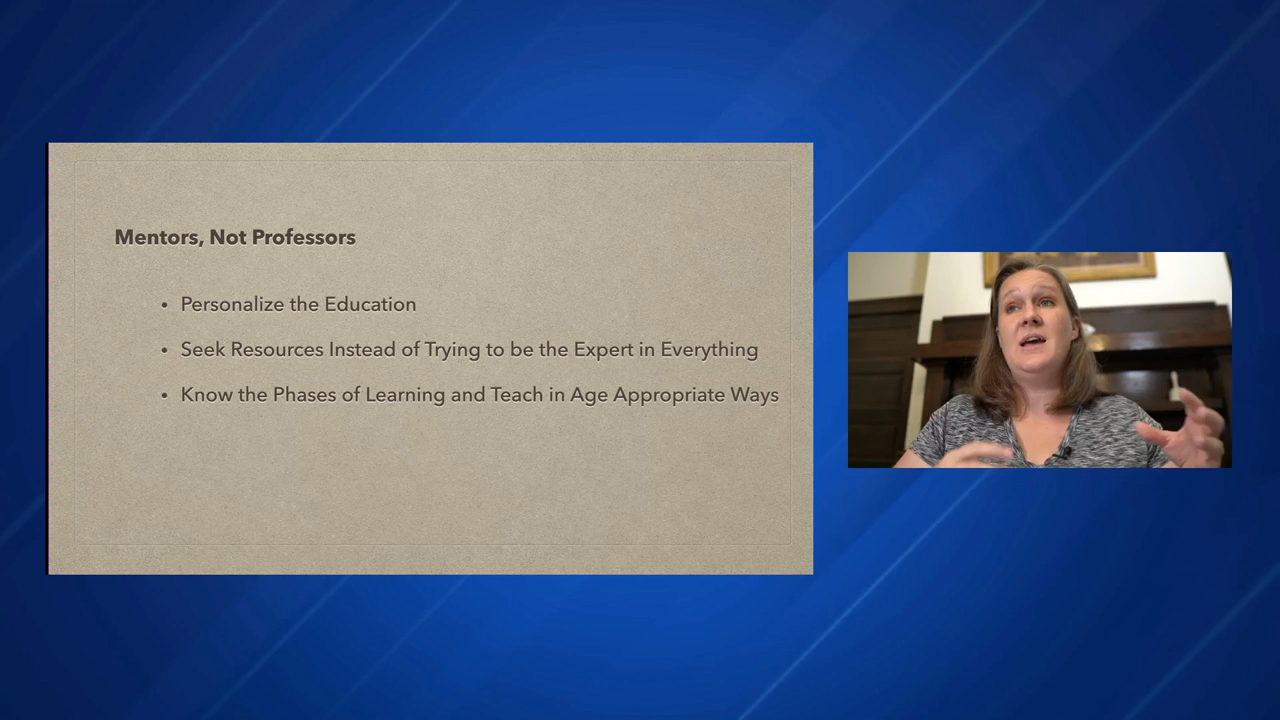 Mentors, Not Professors
• Personalize the Education
• Seek Resources Instead of Trying to be the Expert in Everything
• Know the Phases of Learning and Teach in Age Appropriate Ways